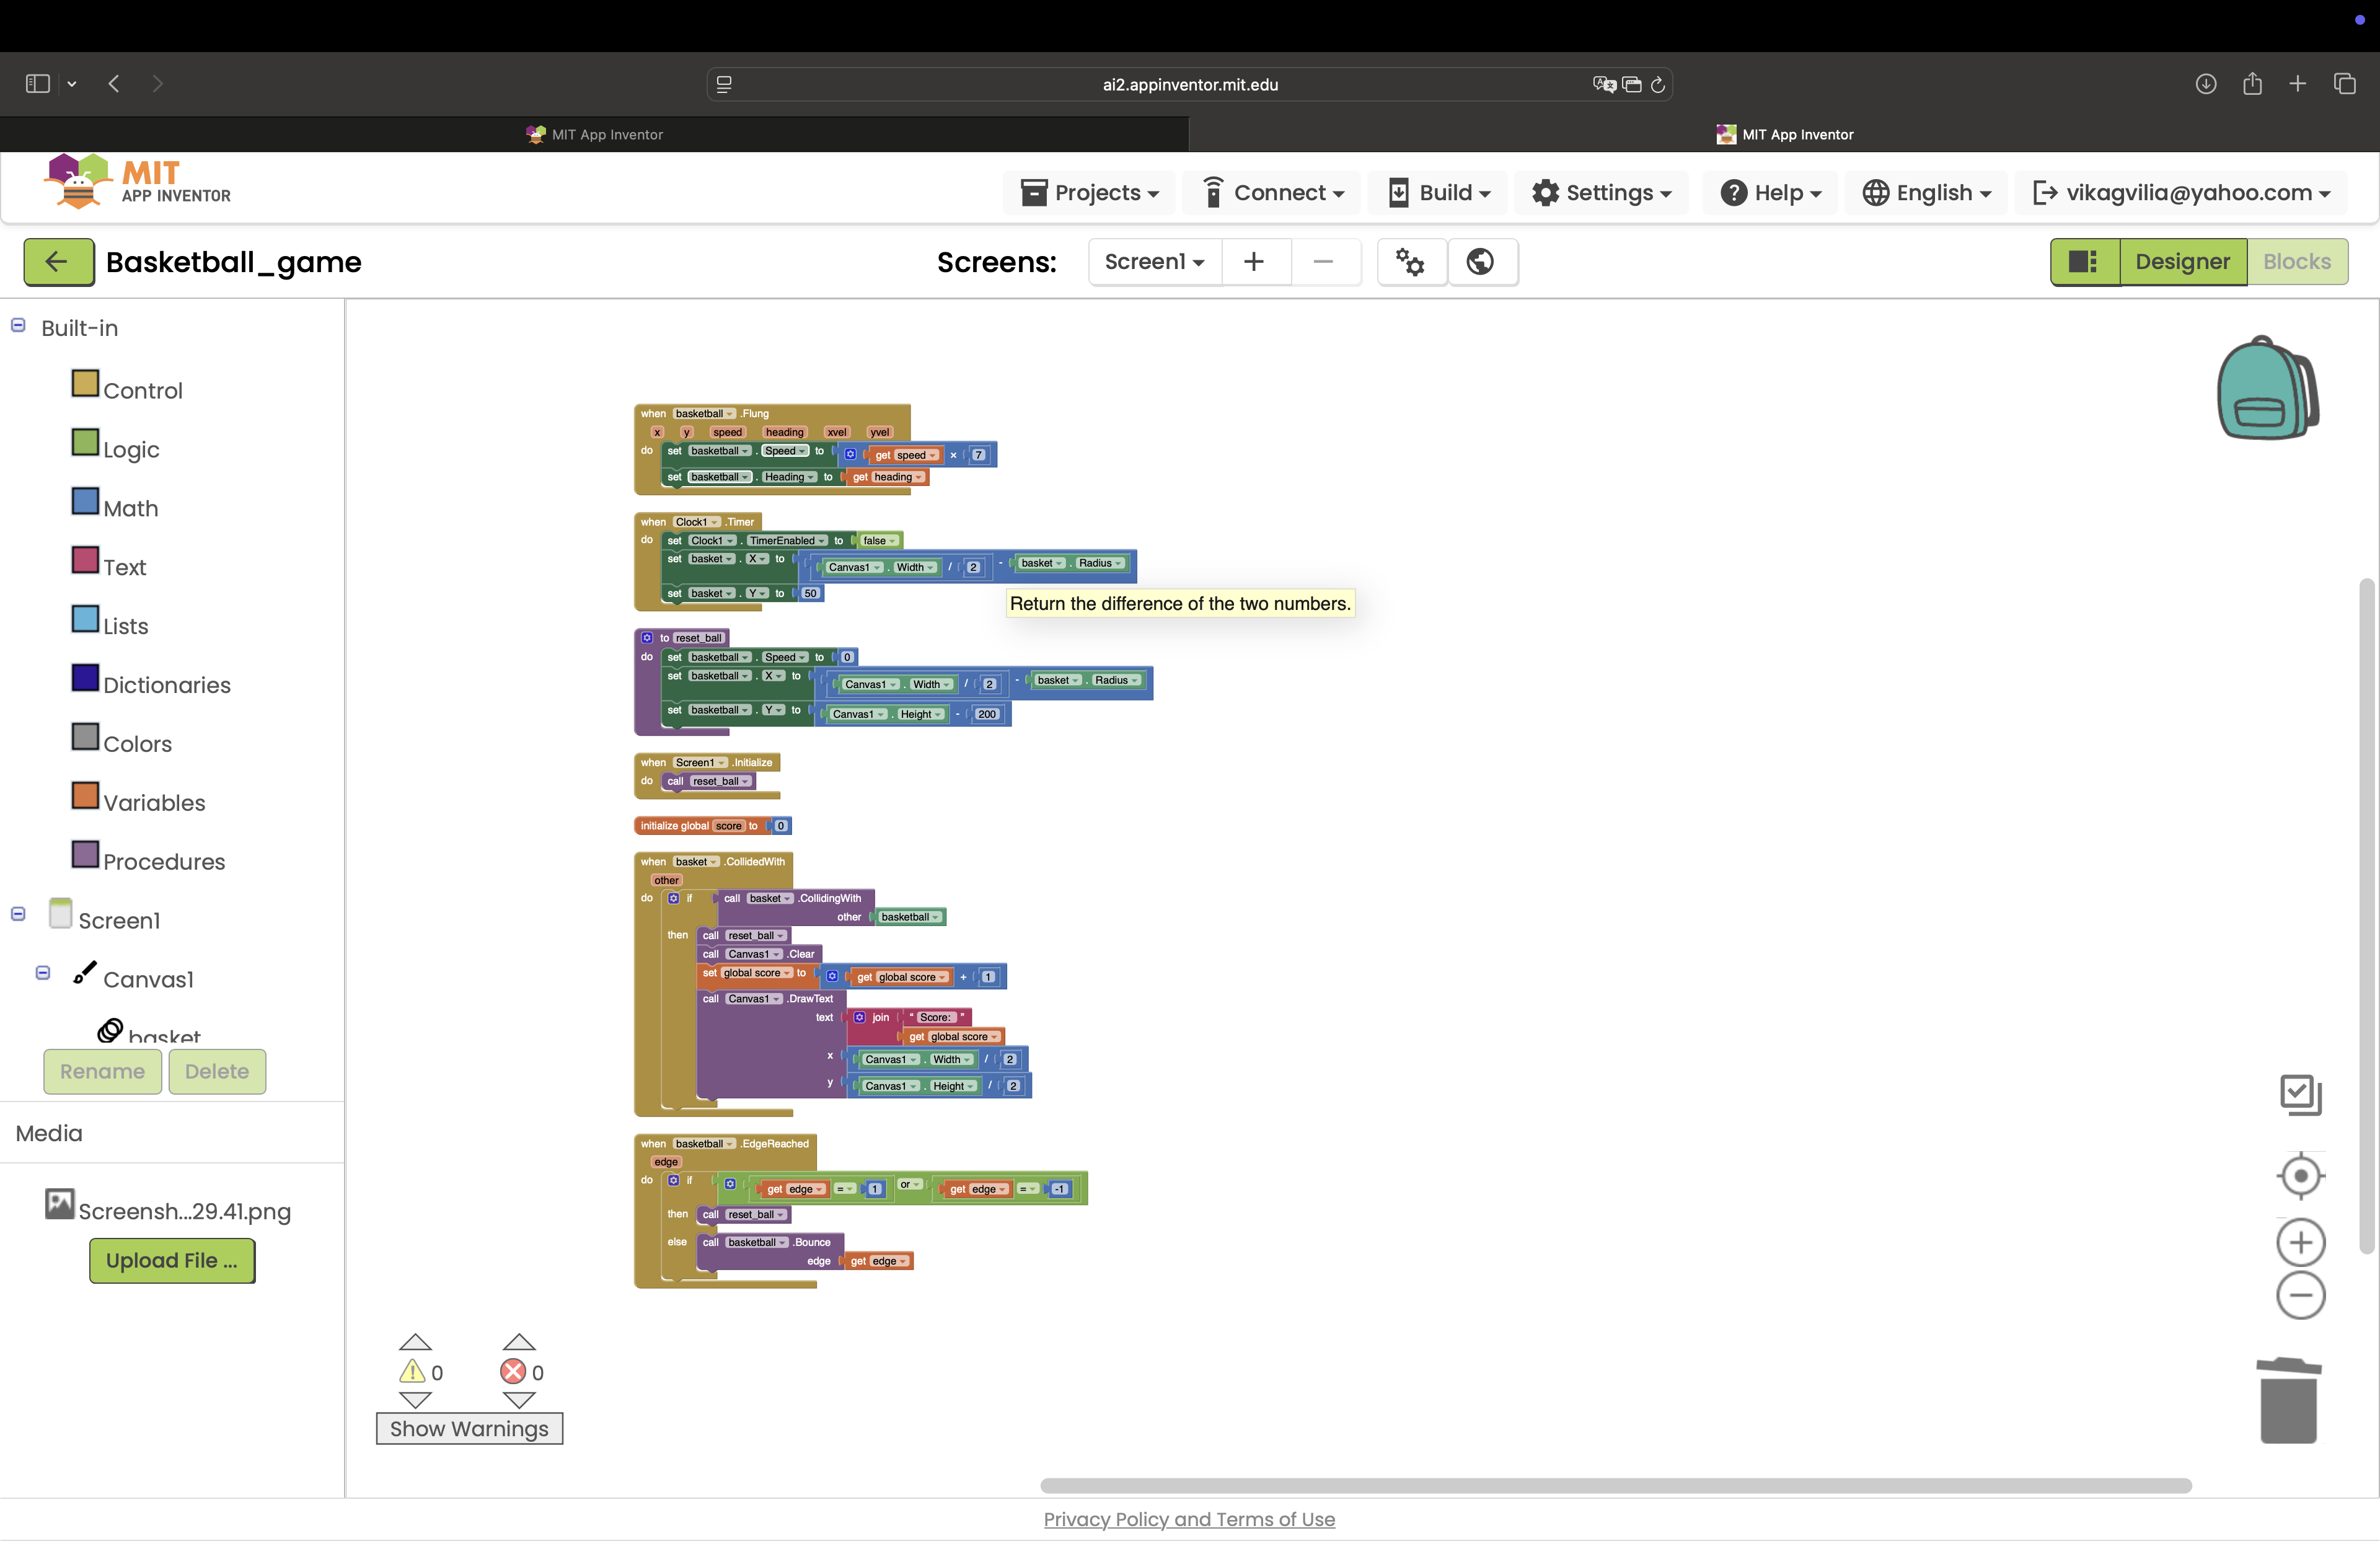 ai2.appinventor.mit.edu
MIT App Inventor
MIT App Inventor
MIT
APP INVENTOR
Projects
Connect
Build
Settings
Help
English
vikagvilia@yahoo.com
Basketball_game
Screens:
Screen1
Designer
Blocks
Built-in
Control
Logic
Math
Text
Lists
Dictionaries
Colors
Variables
Procedures
Screen1
Canvas1
basket
Rename
Delete
Media
Screensh...29.41.png
Upload File ...
when basketball .Flung
x y speed heading xvel yvel
do set basketball . Speed to get speed × 7
set basketball . Heading to get heading
when Clock1 .Timer
do set Clock1 . TimerEnabled to false
set basket . X to Canvas1 . Width / 2 - basket . Radius
set basket . Y to 50
Return the difference of the two numbers.
to reset_ball
do set basketball . Speed to 0
set basketball . X to Canvas1 . Width / 2 - basket . Radius
set basketball . Y to Canvas1 . Height - 200
when Screen1 .Initialize
do call reset_ball
initialize global score to 0
when basket .CollidedWith
other
do if call basket .CollidingWith
other basketball
then call reset_ball
call Canvas1 .Clear
set global score to get global score + 1
call Canvas1 .DrawText
text join " Score: "
get global score
x Canvas1 . Width / 2
y Canvas1 . Height / 2
when basketball .EdgeReached
edge
do if get edge = 1 or get edge = -1
then call reset_ball
else call basketball .Bounce
edge get edge
0 0
Show Warnings
Privacy Policy and Terms of Use